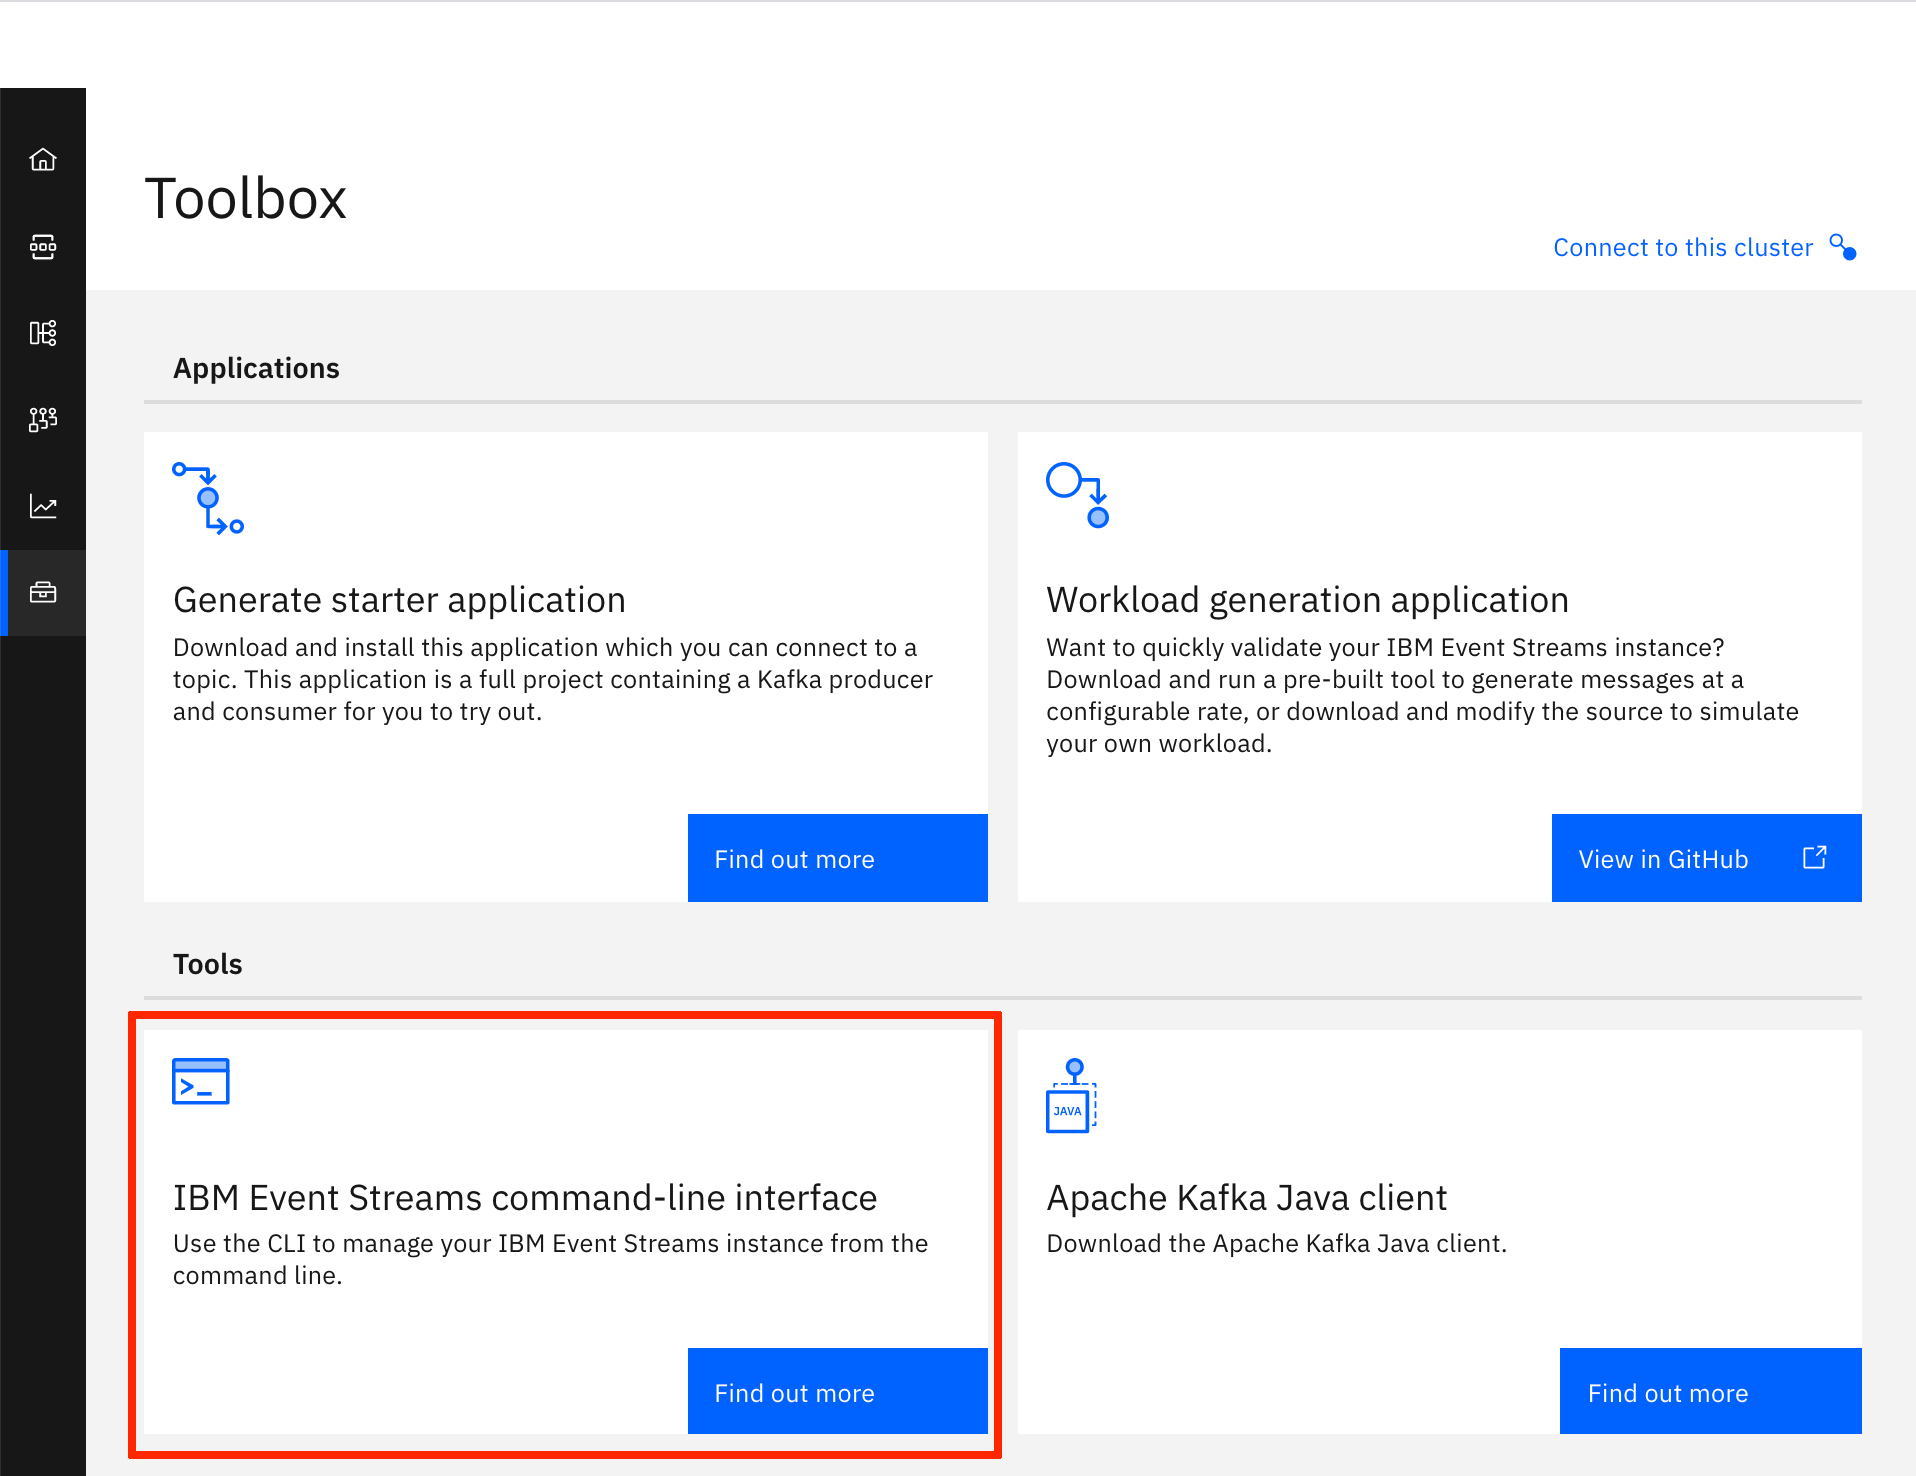 Toolbox
Connect to this cluster
Applications
Generate starter application
Download and install this application which you can connect to a
topic. This application is a full project containing a Kafka producer
and consumer for you to try out.
Find out more
Workload generation application
Want to quickly validate your IBM Event Streams instance?
Download and run a pre-built tool to generate messages at a
configurable rate, or download and modify the source to simulate
your own workload.
View in GitHub
Tools
>_
IBM Event Streams command-line interface
Use the CLI to manage your IBM Event Streams instance from the
command line.
Find out more
JAVA
Apache Kafka Java client
Download the Apache Kafka Java client.
Find out more